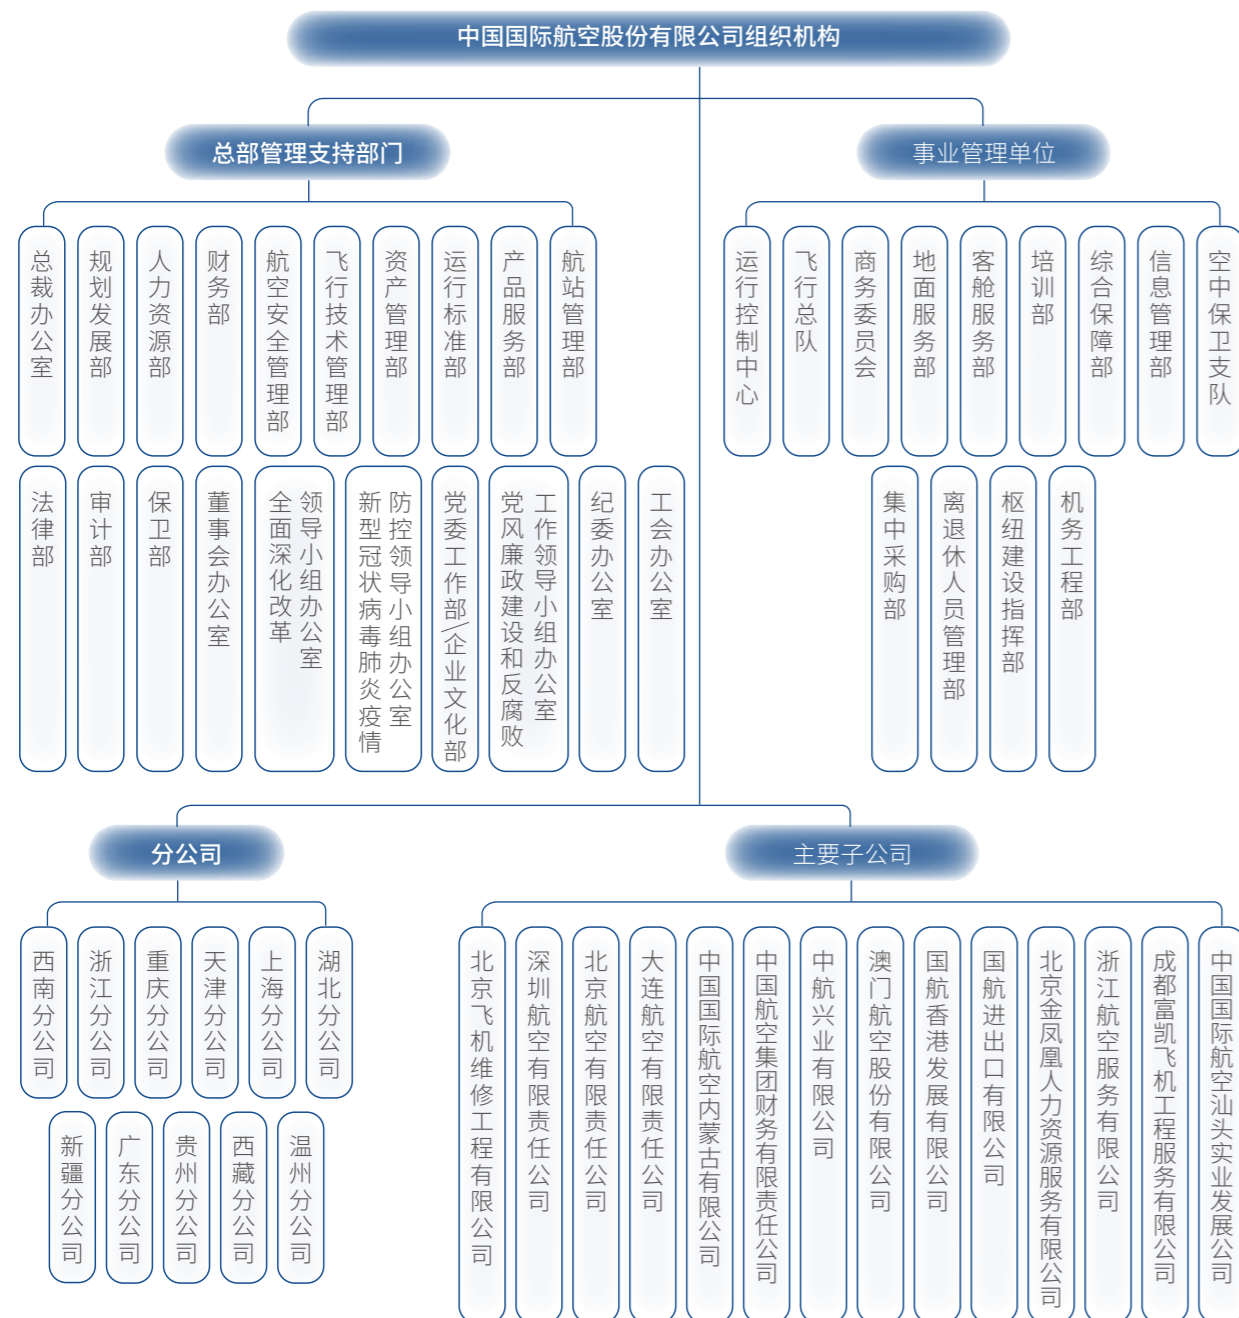 中国国际航空股份有限公司组织机构
总部管理支持部门
事业管理单位
总裁办公室
规划发展部
人力资源部
财务部
航空安全管理部
飞行技术管理部
资产管理部
运行标准部
产品服务部
航站管理部
运行控制中心
飞行总队
商务委员会
地面服务部
客舱服务部
培训部
综合保障部
信息管理部
空中保卫支队
法律部
审计部
保卫部
董事会办公室
全面深化改革
领导小组办公室
新型冠状病毒肺炎疫情
防控领导小组办公室
党委工作部/企业文化部
党风廉政建设和反腐败
工作领导小组办公室
纪委办公室
工会办公室
集中采购部
离退休人员管理部
枢纽建设指挥部
机务工程部
分公司
主要子公司
西南分公司
浙江分公司
重庆分公司
天津分公司
上海分公司
湖北分公司
新疆分公司
广东分公司
贵州分公司
西藏分公司
温州分公司
北京飞机维修工程有限公司
深圳航空有限责任公司
北京航空有限责任公司
大连航空有限责任公司
中国国际航空内蒙古有限公司
中国航空集团财务有限责任公司
中航兴业有限公司
澳门航空股份有限公司
国航香港发展有限公司
国航进出口有限公司
北京金凤凰人力资源服务有限公司
浙江航空服务有限公司
成都富凯飞机工程服务有限公司
中国国际航空汕头实业发展公司